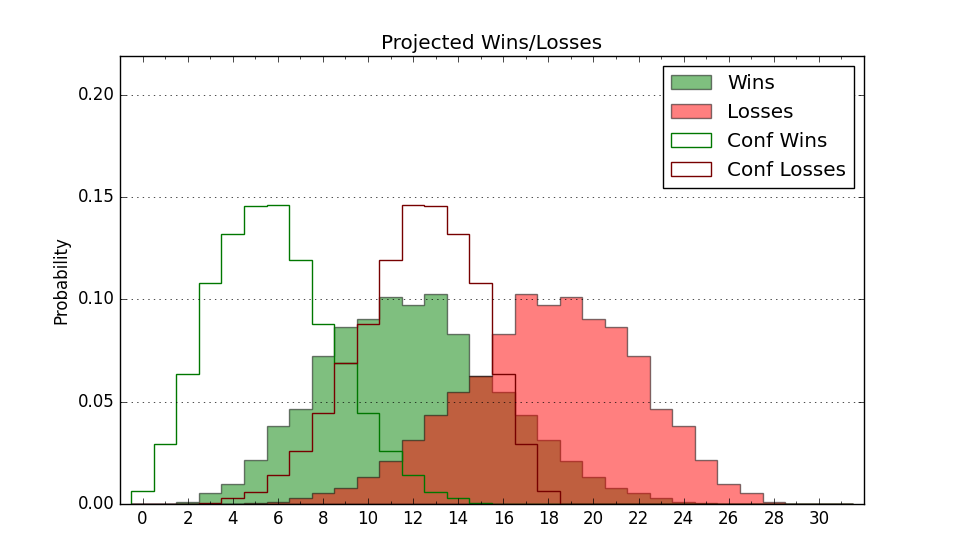 Projected Wins/Losses
Wins
Losses
Conf Wins
Conf Losses
Probability
0.20
0.15
0.10
0.05
0.00
0 2 4 6 8 10 12 14 16 18 20 22 24 26 28 30